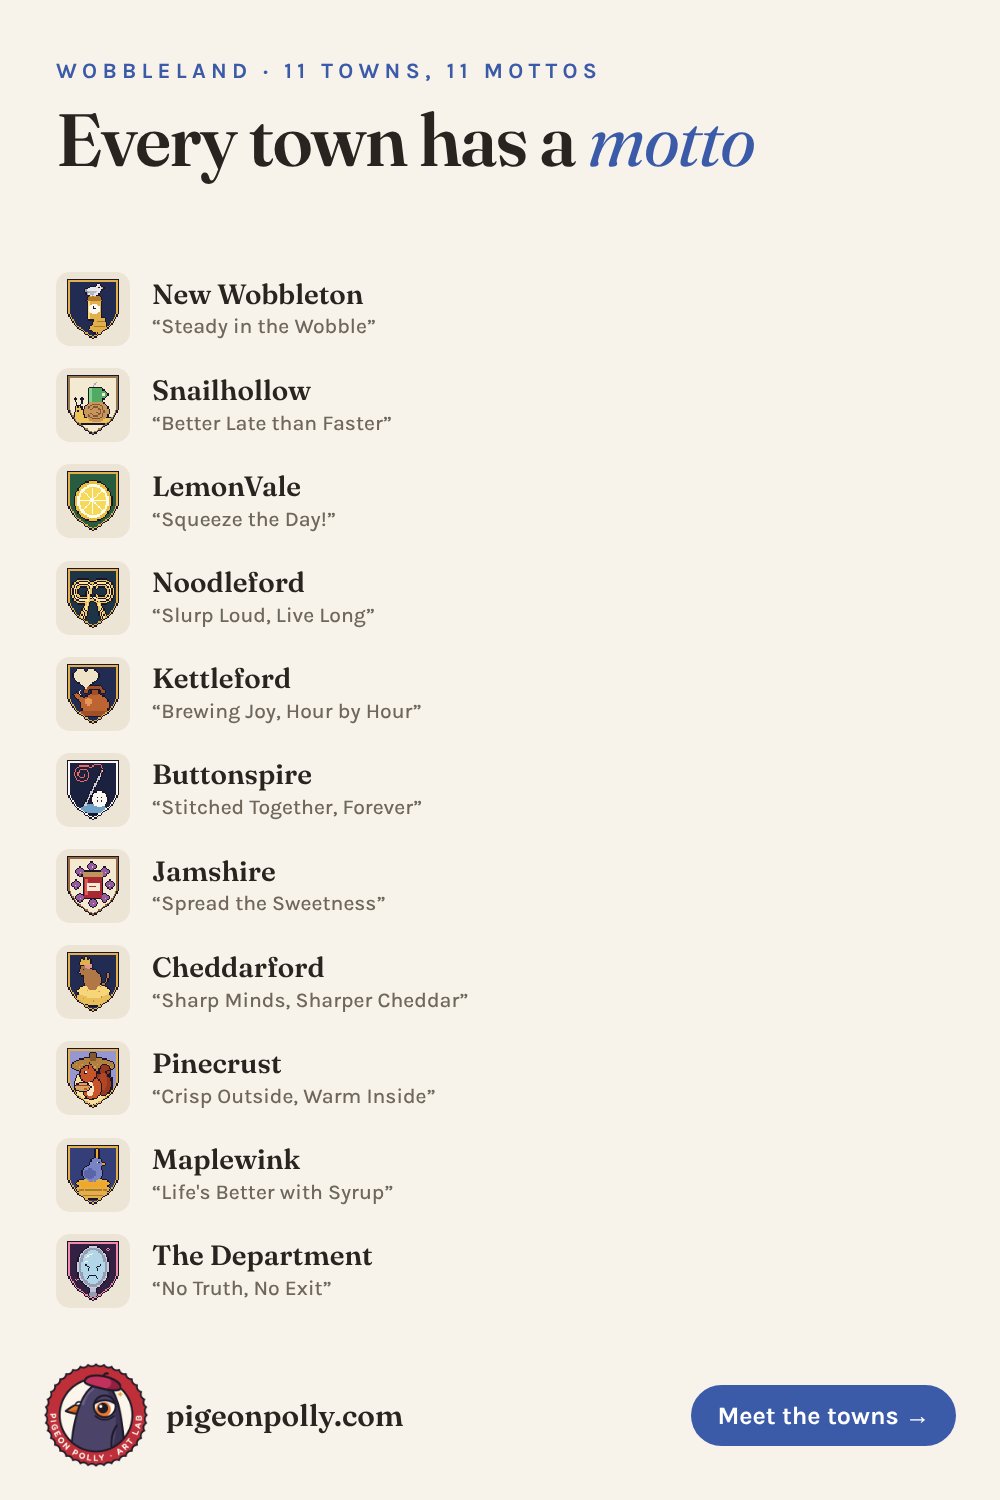 WOBBLELAND · 11 TOWNS, 11 MOTTOS
Every town has a motto
New Wobbleton
“Steady in the Wobble”
Snailhollow
“Better Late than Faster”
LemonVale
“Squeeze the Day!”
Noodleford
“Slurp Loud, Live Long”
Kettleford
“Brewing Joy, Hour by Hour”
Buttonspire
“Stitched Together, Forever”
Jamshire
“Spread the Sweetness”
Cheddarford
“Sharp Minds, Sharper Cheddar”
Pinecrust
“Crisp Outside, Warm Inside”
Maplewink
“Life's Better with Syrup”
The Department
“No Truth, No Exit”
PIGEON POLLY · ART LAB
pigeonpolly.com
Meet the towns →